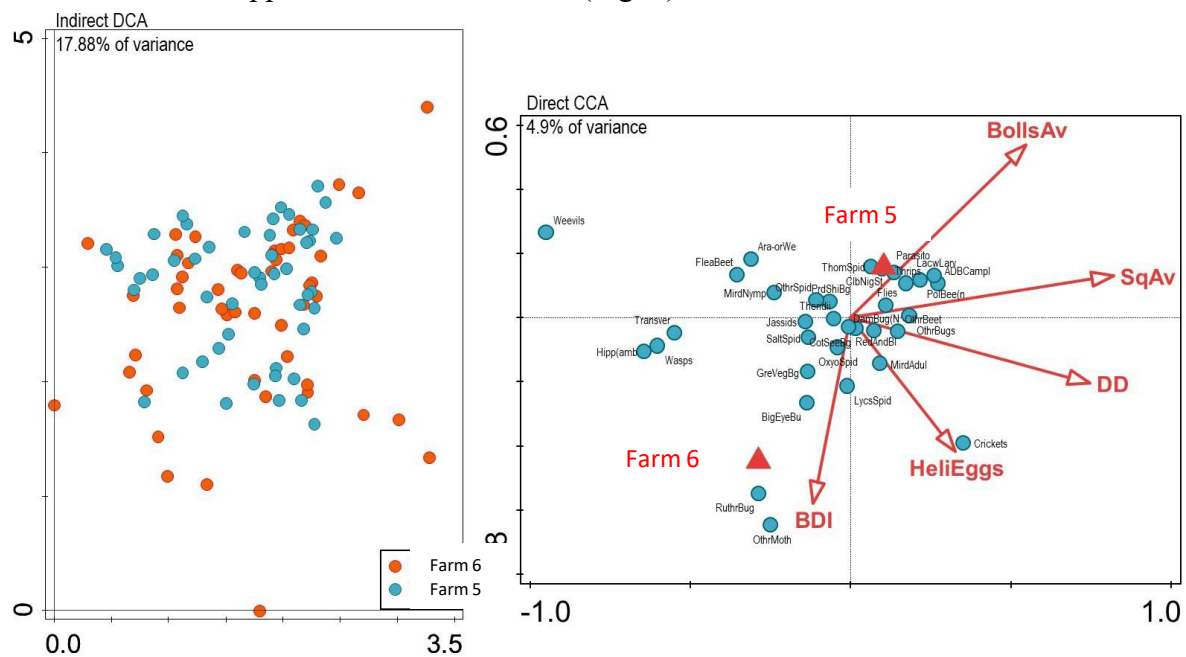 Indirect DCA
17.88% of variance
5
0
0.0
3.5
Farm 6
Farm 5
Direct CCA
4.9% of variance
0.6
-1.0
1.0
BollsAv
SqAv
DD
HeliEggs
BDI
Farm 5
Farm 6
Weevils
Ara-orWe
FleaBeet
MirdNymp
OthrSpid
PrdShiBg
ThomSpid
Parasito
LacwLarv
ADBCampl
PolBee(n
Flies
Theridii
Transver
Hipp(amb
Wasps
Jassids
SaltSpid
DamBug(N
OthrBeet
OthrBugs
RedAndBl
OxyoSpid
MirdAdul
GreVegBg
BigEyeBu
LycsSpid
Crickets
RuthrBug
OthrMoth